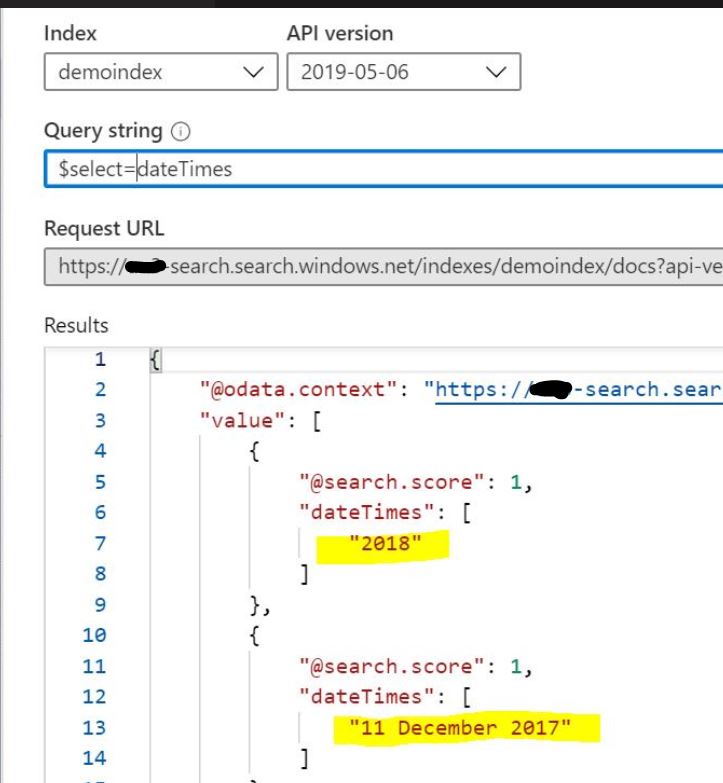 Index API version
demoindex 2019-05-06
Query string
$select=dateTimes
Request URL
https:// -search.search.windows.net/indexes/demoindex/docs?api-ve
Results
1 {
2 "@odata.context": "https:// -search.sear
3 "value": [
4 {
5 "@search.score": 1,
6 "dateTimes": [
7 "2018"
8 ]
9 },
10 {
11 "@search.score": 1,
12 "dateTimes": [
13 "11 December 2017"
14 ]